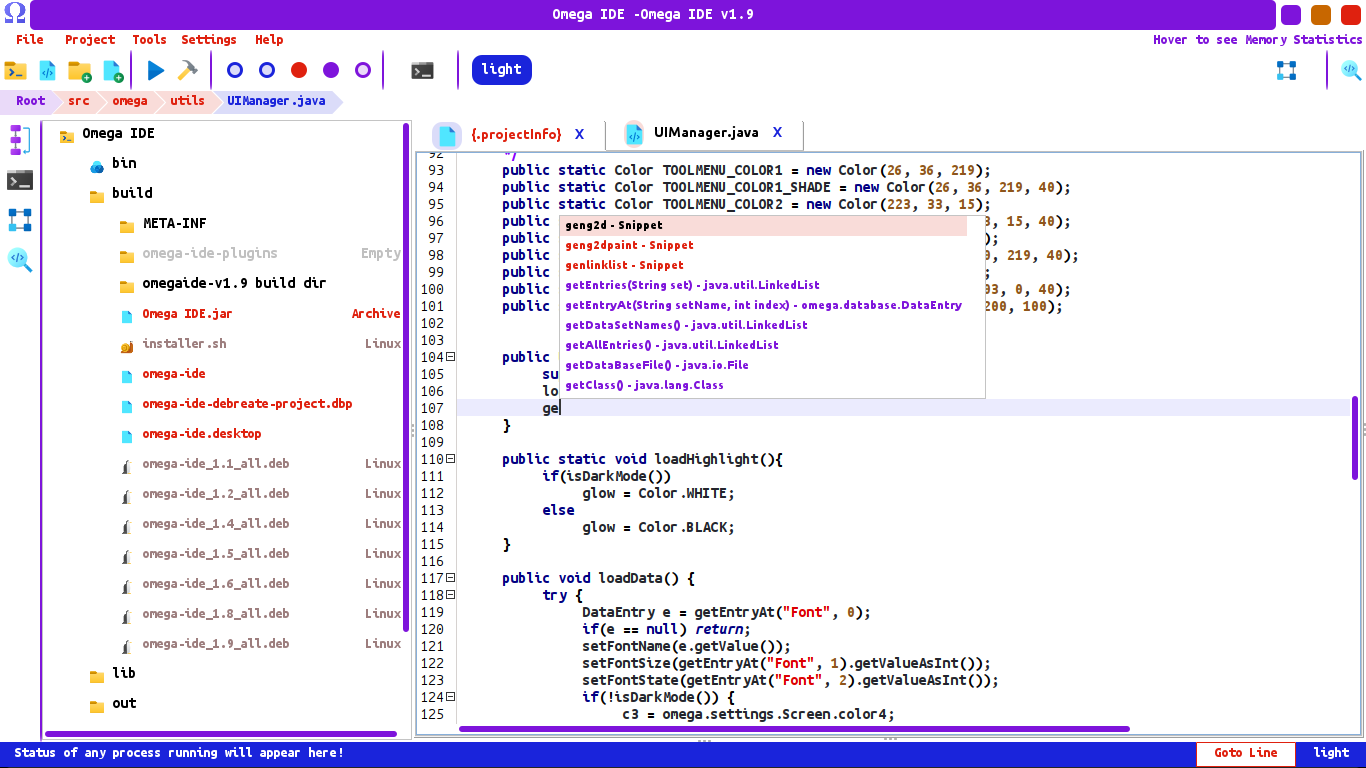 Ω
Omega IDE -Omega IDE v1.9
File Project Tools Settings Help
Hover to see Memory Statistics
light
Root src omega utils UIManager.java
Omega IDE
bin
build
META-INF
omega-ide-plugins Empty
omegaide-v1.9 build dir
Omega IDE.jar Archive
installer.sh Linux
omega-ide
omega-ide-debreate-project.dbp
omega-ide.desktop
omega-ide_1.1_all.deb Linux
omega-ide_1.2_all.deb Linux
omega-ide_1.4_all.deb Linux
omega-ide_1.5_all.deb Linux
omega-ide_1.6_all.deb Linux
omega-ide_1.8_all.deb Linux
omega-ide_1.9_all.deb Linux
lib
out
{.projectInfo} X
UIManager.java X
92 */
93 public static Color TOOLMENU_COLOR1 = new Color(26, 36, 219);
94 public static Color TOOLMENU_COLOR1_SHADE = new Color(26, 36, 219, 40);
95 public static Color TOOLMENU_COLOR2 = new Color(223, 33, 15);
96 public 3, 15, 40);
97 public );
98 public 0, 219, 40);
99 public ;
100 public 03, 0, 40);
101 public 200, 100);
102
103
104 public
105 su
106 lo
107 ge
geng2d - Snippet
geng2dpaint - Snippet
genlinklist - Snippet
getEntries(String set) - java.util.LinkedList
getEntryAt(String setName, int index) - omega.database.DataEntry
getDataSetNames() - java.util.LinkedList
getAllEntries() - java.util.LinkedList
getDataBaseFile() - java.io.File
getClass() - java.lang.Class
108 }
109
110 public static void loadHighlight(){
111 if(isDarkMode())
112 glow = Color.WHITE;
113 else
114 glow = Color.BLACK;
115 }
116
117 public void loadData() {
118 try {
119 DataEntry e = getEntryAt("Font", 0);
120 if(e == null) return;
121 setFontName(e.getValue());
122 setFontSize(getEntryAt("Font", 1).getValueAsInt());
123 setFontState(getEntryAt("Font", 2).getValueAsInt());
124 if(!isDarkMode()) {
125 c3 = omega.settings.Screen.color4;
Status of any process running will appear here!
Goto Line
light